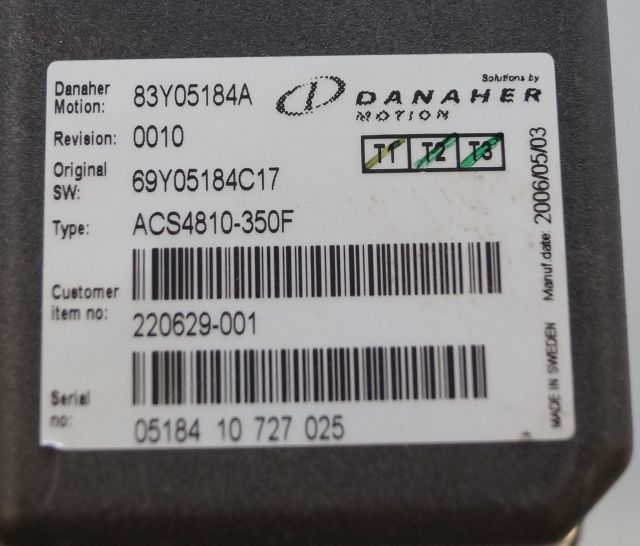 Danaher Motion: 83Y05184A
Solutions by
DANAHER
MOTION
Revision: 0010
T1 T2 T3
Original SW: 69Y05184C17
Type: ACS4810-350F
Customer item no: 220629-001
Serial no: 05184 10 727 025
MADE IN SWEDEN Manuf.date: 2006/05/03